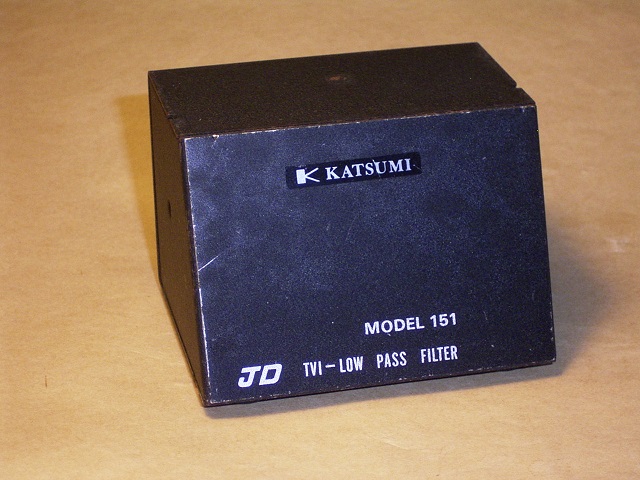 KATSUMI
MODEL 151
JD TVI-LOW PASS FILTER